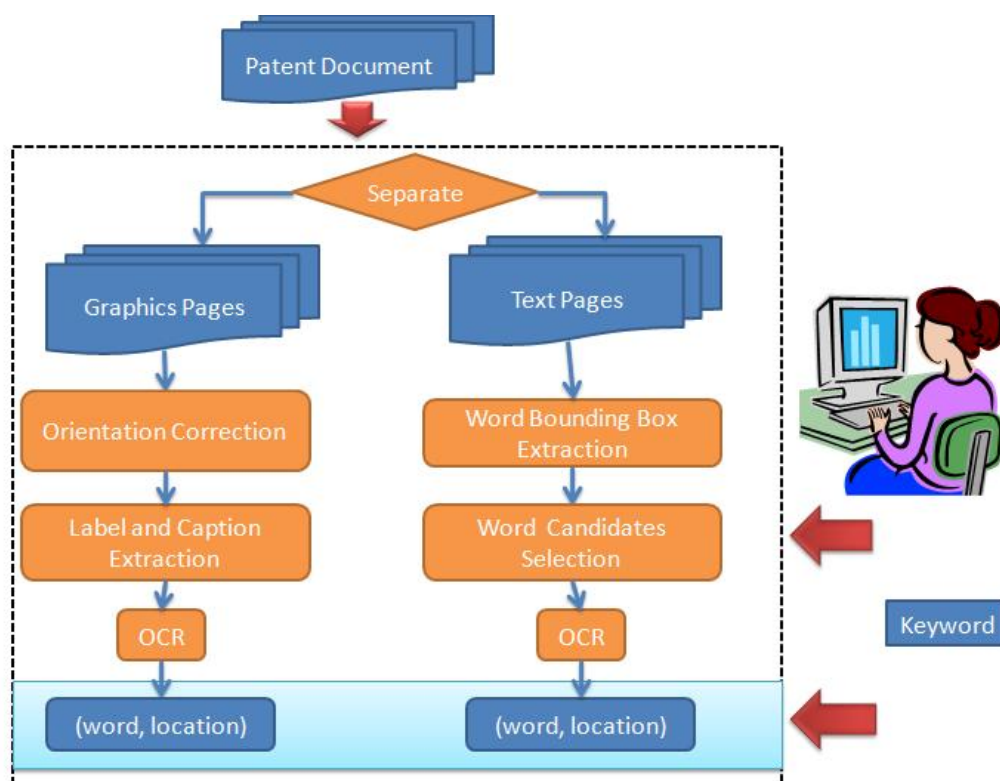 Patent Document
Separate
Graphics Pages
Text Pages
Orientation Correction
Word Bounding Box
Extraction
Label and Caption
Extraction
Word Candidates
Selection
OCR
OCR
Keyword
(word, location)
(word, location)